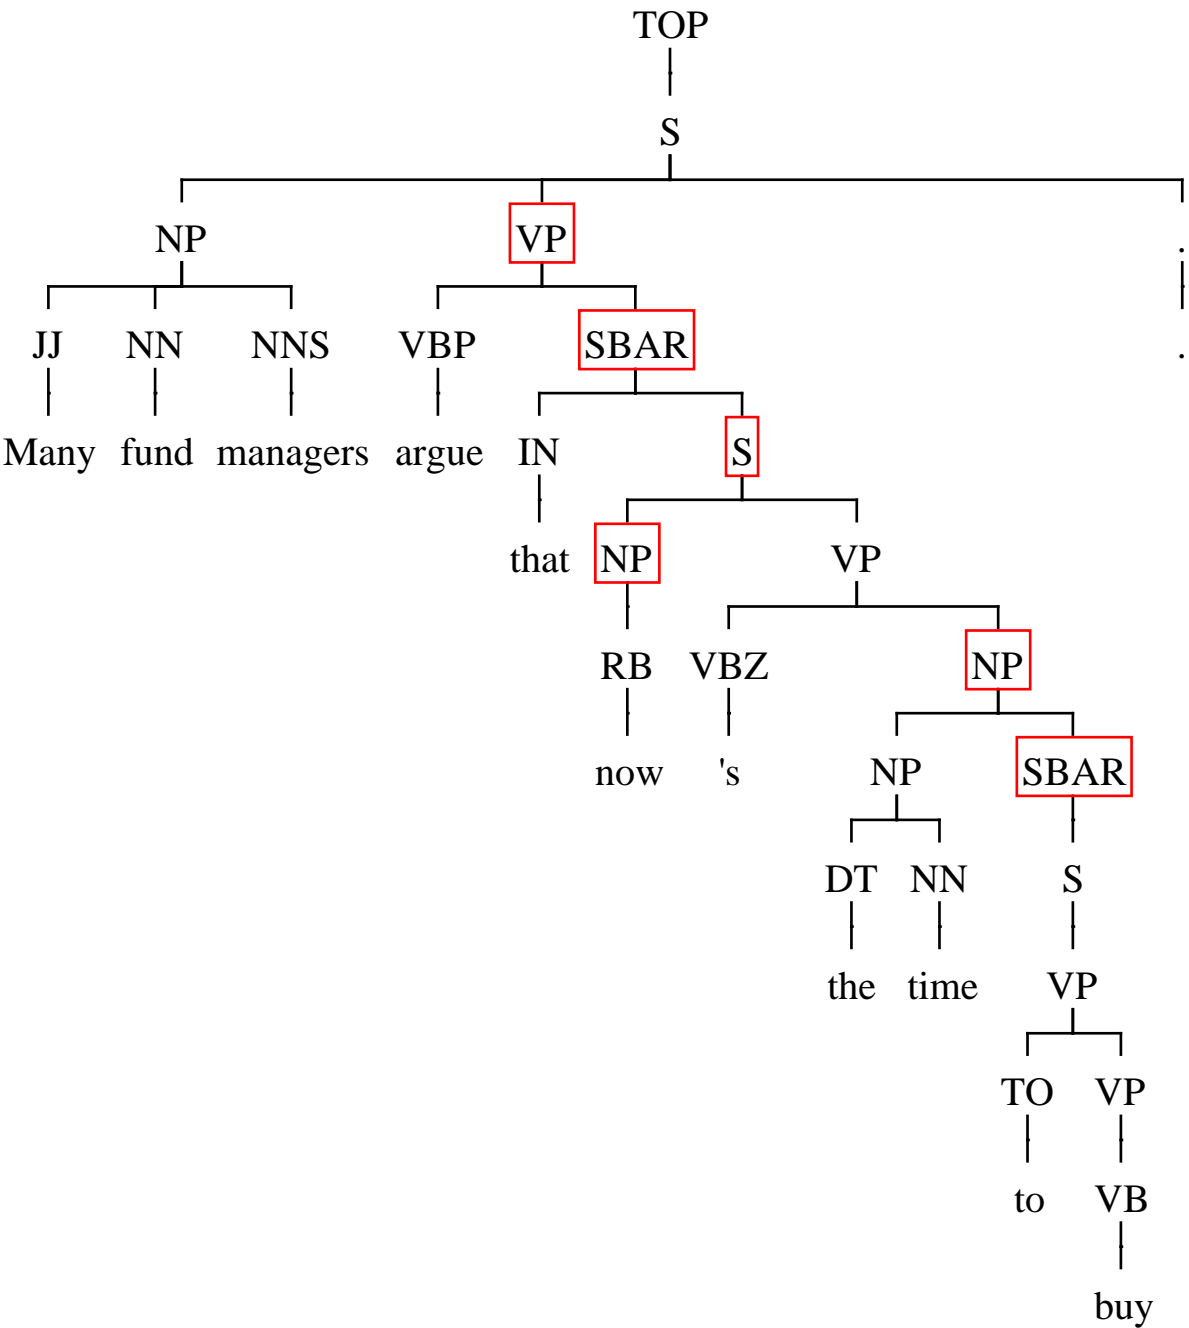 TOP
S
NP VP .
JJ NN NNS VBP SBAR .
Many fund managers argue IN S
that NP VP
RB VBZ NP
now 's NP SBAR
DT NN S
the time VP
TO VP
to VB
buy